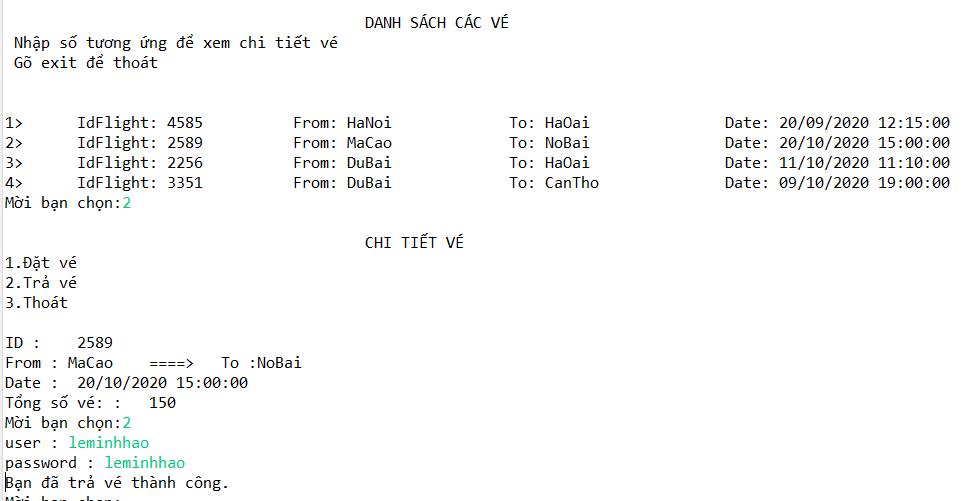 DANH SÁCH CÁC VÉ
Nhập số tương ứng để xem chi tiết vé
Gõ exit để thoát
1> IdFlight: 4585 From: HaNoi To: HaOai Date: 20/09/2020 12:15:00
2> IdFlight: 2589 From: MaCao To: NoBai Date: 20/10/2020 15:00:00
3> IdFlight: 2256 From: DuBai To: HaOai Date: 11/10/2020 11:10:00
4> IdFlight: 3351 From: DuBai To: CanTho Date: 09/10/2020 19:00:00
Mời bạn chọn:2
CHI TIẾT VÉ
1.Đặt vé
2.Trả vé
3.Thoát
ID : 2589
From : MaCao ====> To :NoBai
Date : 20/10/2020 15:00:00
Tổng số vé: : 150
Mời bạn chọn:2
user : leminhhao
password : leminhhao
Bạn đã trả vé thành công.
Mời bạn chọn: